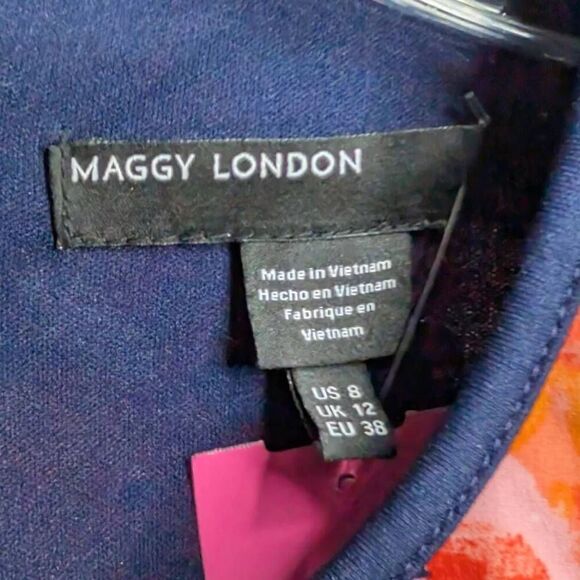 MAGGY LONDON
Made in Vietnam
Hecho en Vietnam
Fabrique en
Vietnam
US 8
UK 12
EU 38